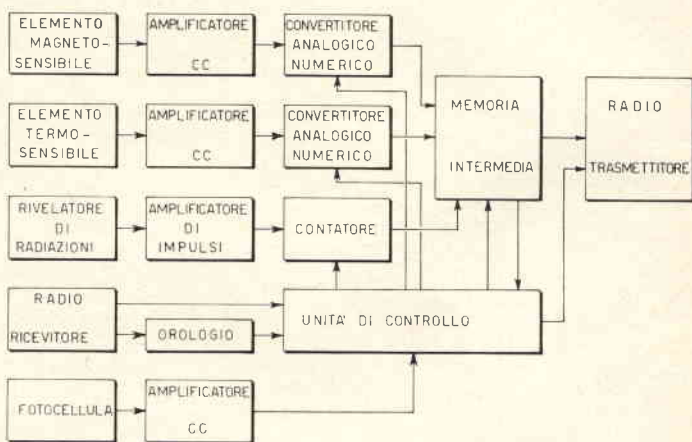 ELEMENTO
MAGNETO-
SENSIBILE
AMPLIFICATORE
CC
CONVERTITORE
ANALOGICO
NUMERICO
ELEMENTO
TERMO-
SENSIBILE
AMPLIFICATORE
CC
CONVERTITORE
ANALOGICO
NUMERICO
MEMORIA
INTERMEDIA
RADIO
TRASMETTITORE
RIVELATORE
DI
RADIAZIONI
AMPLIFICATORE
DI
IMPULSI
CONTATORE
RADIO
RICEVITORE
OROLOGIO
UNITA' DI CONTROLLO
FOTOCELLULA
AMPLIFICATORE
CC